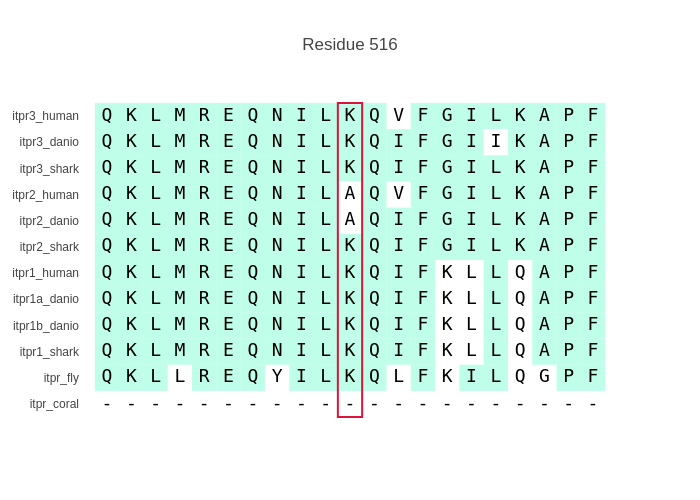 Residue 516
itpr3_human Q K L M R E Q N I L K Q V F G I L K A P F
itpr3_danio Q K L M R E Q N I L K Q I F G I I K A P F
itpr3_shark Q K L M R E Q N I L K Q I F G I L K A P F
itpr2_human Q K L M R E Q N I L A Q V F G I L K A P F
itpr2_danio Q K L M R E Q N I L A Q I F G I L K A P F
itpr2_shark Q K L M R E Q N I L K Q I F G I L K A P F
itpr1_human Q K L M R E Q N I L K Q I F K L L Q A P F
itpr1a_danio Q K L M R E Q N I L K Q I F K L L Q A P F
itpr1b_danio Q K L M R E Q N I L K Q I F K L L Q A P F
itpr1_shark Q K L M R E Q N I L K Q I F K L L Q A P F
itpr_fly Q K L L R E Q Y I L K Q L F K I L Q G P F
itpr_coral - - - - - - - - - - - - - - - - - - - - -